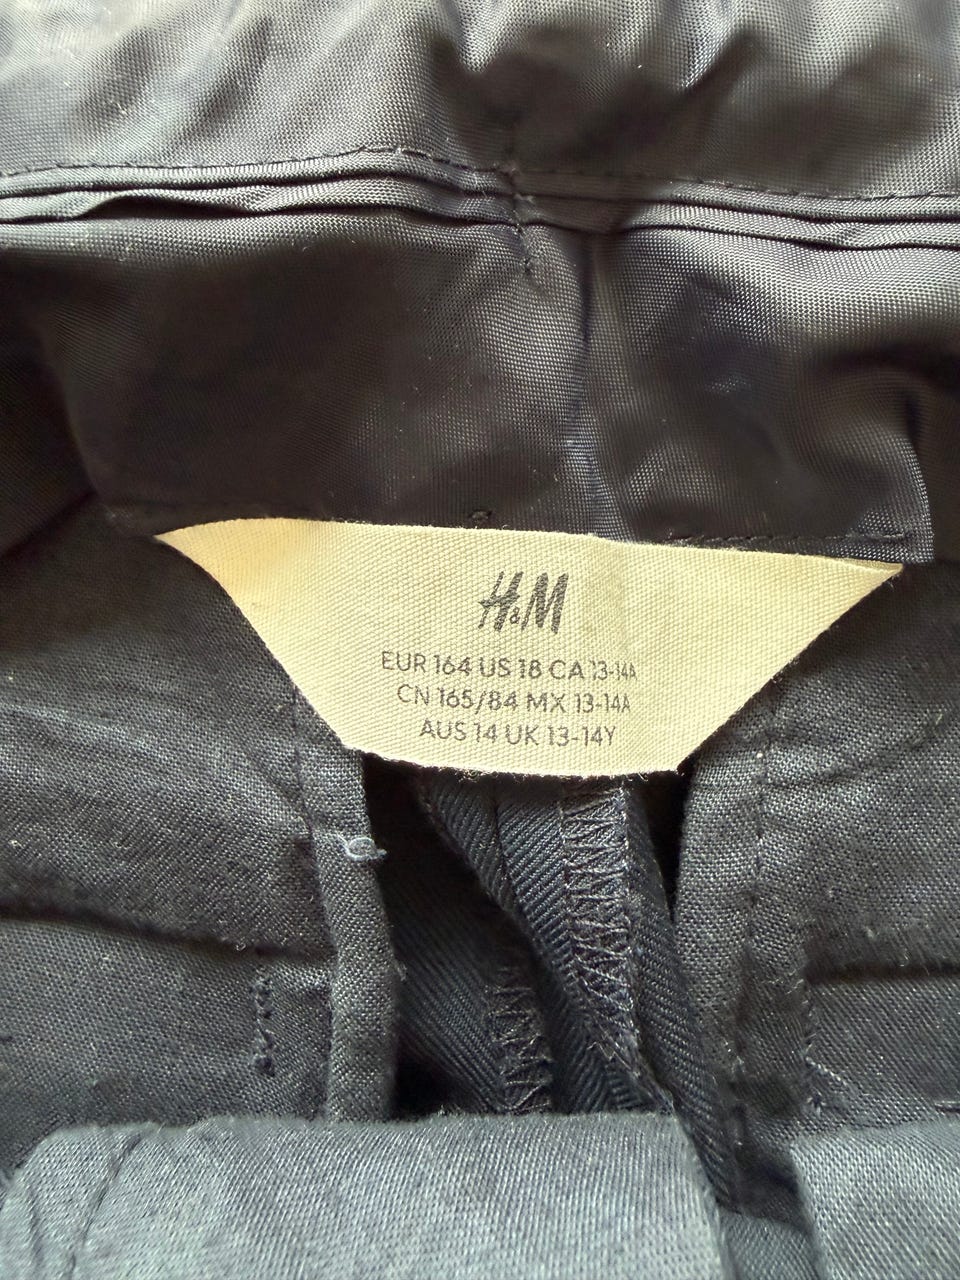 H&M
EUR 164 US 18 CA 13-14A
CN 165/84 MX 13-14A
AUS 14 UK 13-14Y